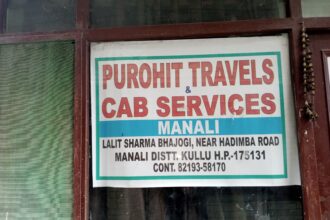 PUROHIT TRAVELS
&
CAB SERVICES
MANALI
LALIT SHARMA BHAJOGI, NEAR HADIMBA ROAD
MANALI DISTT. KULLU H.P.-175131
CONT. 82193-58170